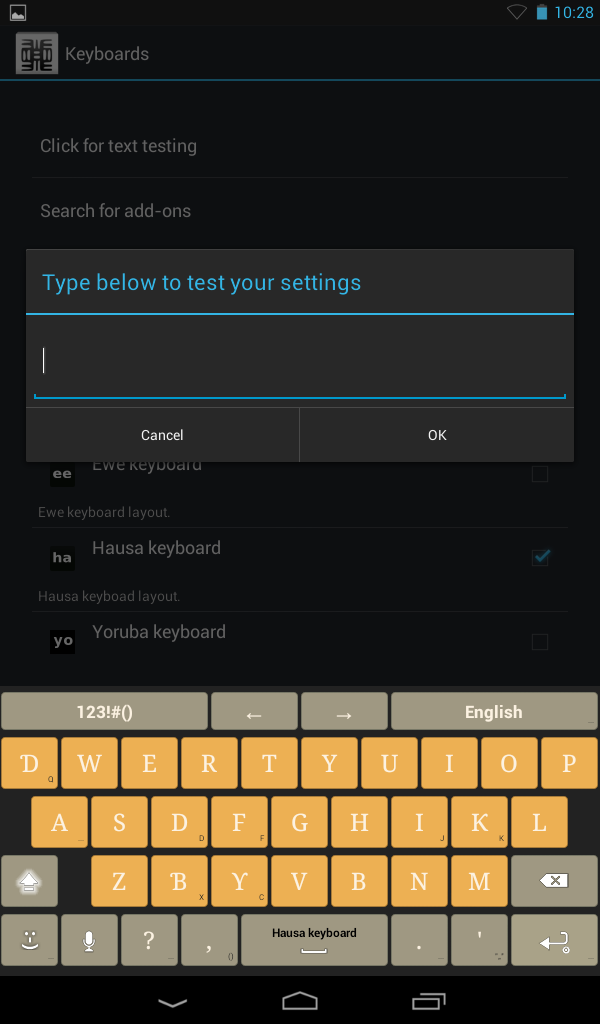 10:28
Keyboards
Click for text testing
Search for add-ons
Type below to test your settings
Cancel OK
ee Ewe keyboard
Ewe keyboard layout.
ha Hausa keyboard
Hausa keyboad layout.
yo Yoruba keyboard
123!#() ← → English ...
Ɗ Q W E R T Y U I O P
A ... S D D F F G H I J K K L
Z Ɓ X Ƴ C V B N M
... ? ... , () Hausa keyboard . ... ' ...